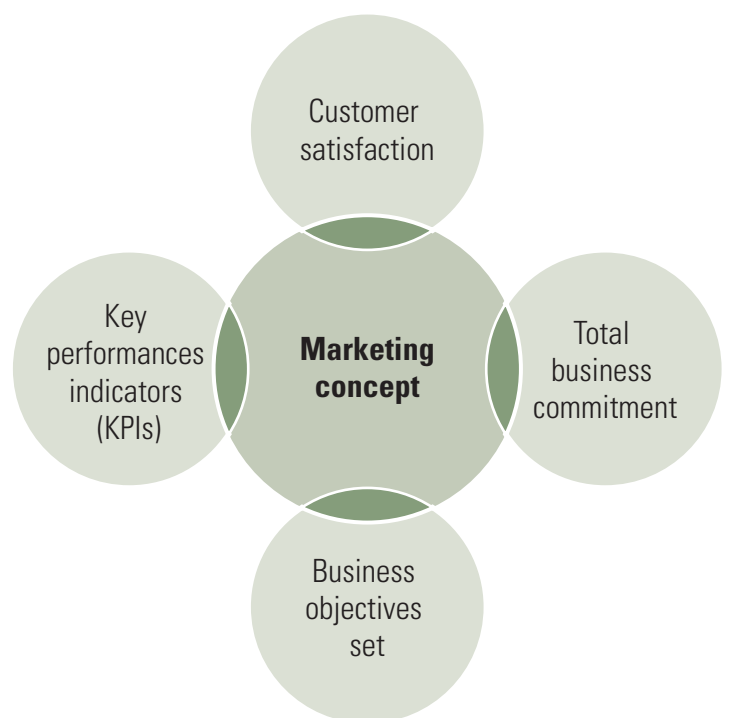 Customer
satisfaction
Key
performances
indicators
(KPIs)
Marketing
concept
Total
business
commitment
Business
objectives
set